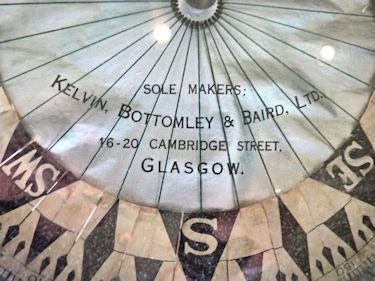 SOLE MAKERS;
KELVIN, BOTTOMLEY & BAIRD, LTD.
16-20 CAMBRIDGE STREET,
GLASGOW.
SW
SE
S